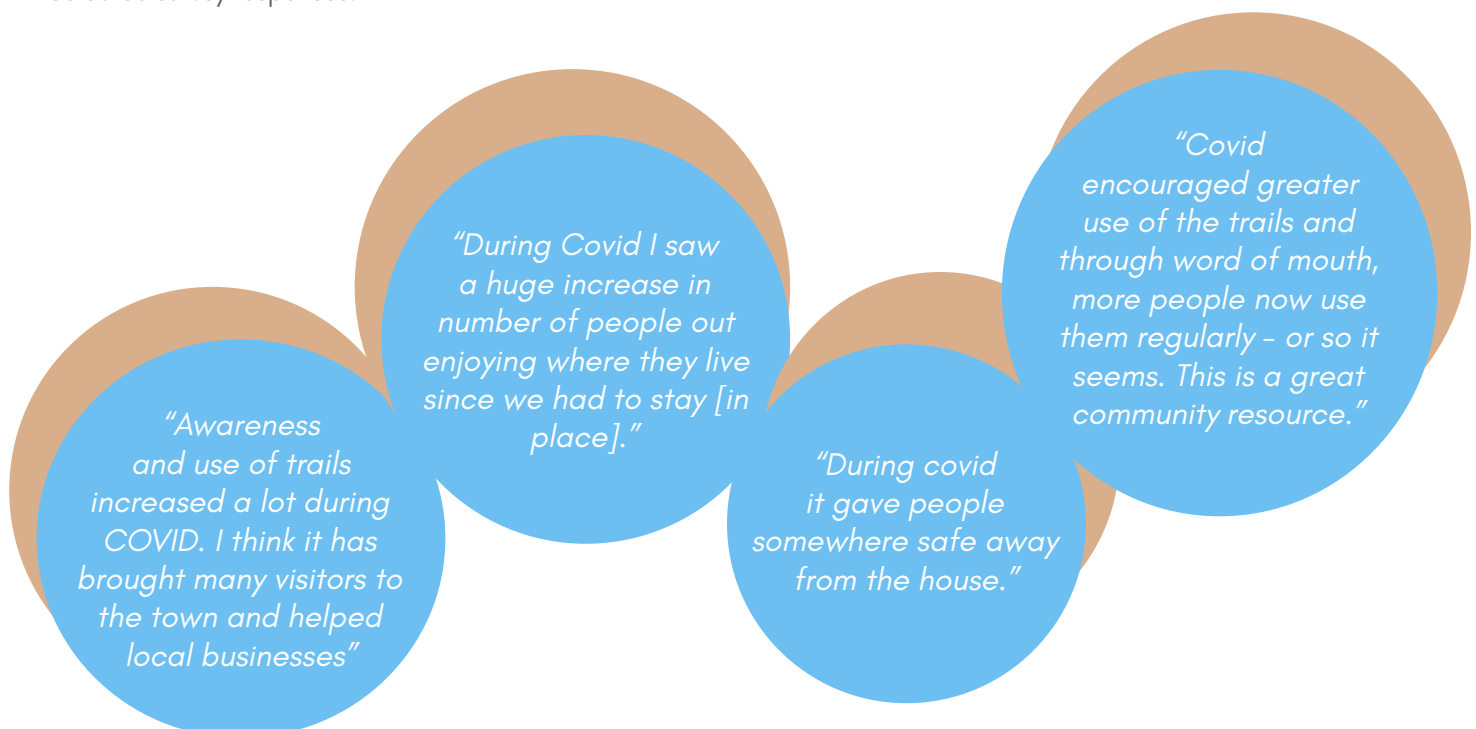 survey responses.
“Awareness
and use of trails
increased a lot during
COVID. I think it has
brought many visitors to
the town and helped
local businesses”
“During Covid I saw
a huge increase in
number of people out
enjoying where they live
since we had to stay [in
place].”
“During covid
it gave people
somewhere safe away
from the house.”
“Covid
encouraged greater
use of the trails and
through word of mouth,
more people now use
them regularly - or so it
seems. This is a great
community resource.”